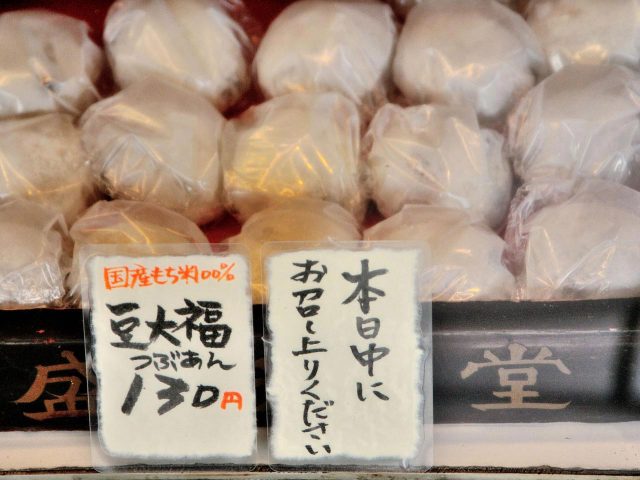 国産もち米100%
豆大福
つぶあん
130円
本日中に
お召し上りください
盛
堂